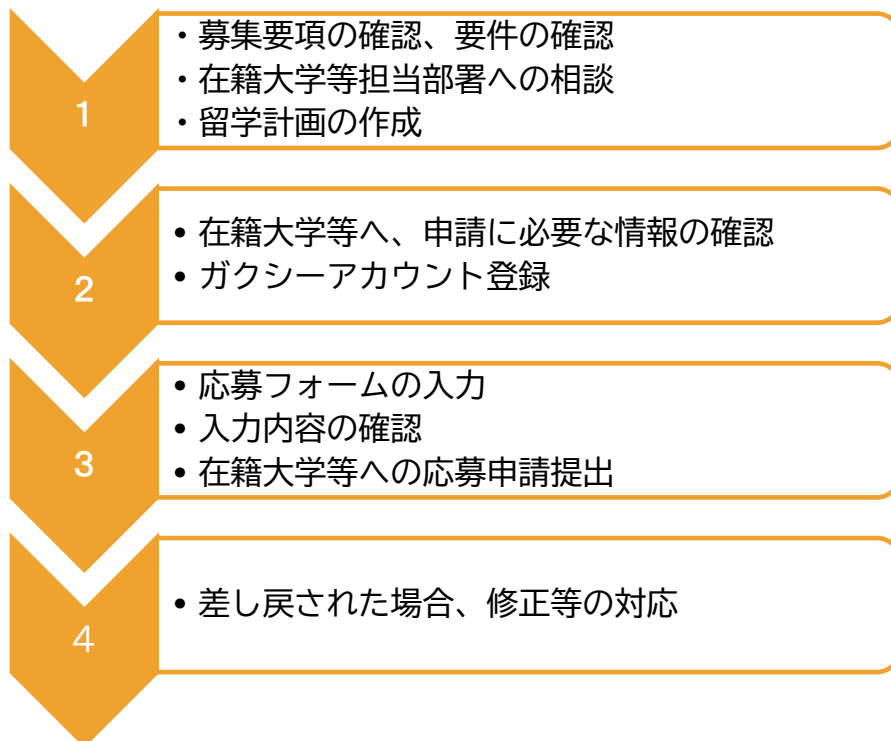 1
・募集要項の確認、要件の確認
・在籍大学等担当部署への相談
・留学計画の作成
2
• 在籍大学等へ、申請に必要な情報の確認
• ガクシーアカウント登録
3
• 応募フォームの入力
• 入力内容の確認
• 在籍大学等への応募申請提出
4
• 差し戻された場合、修正等の対応